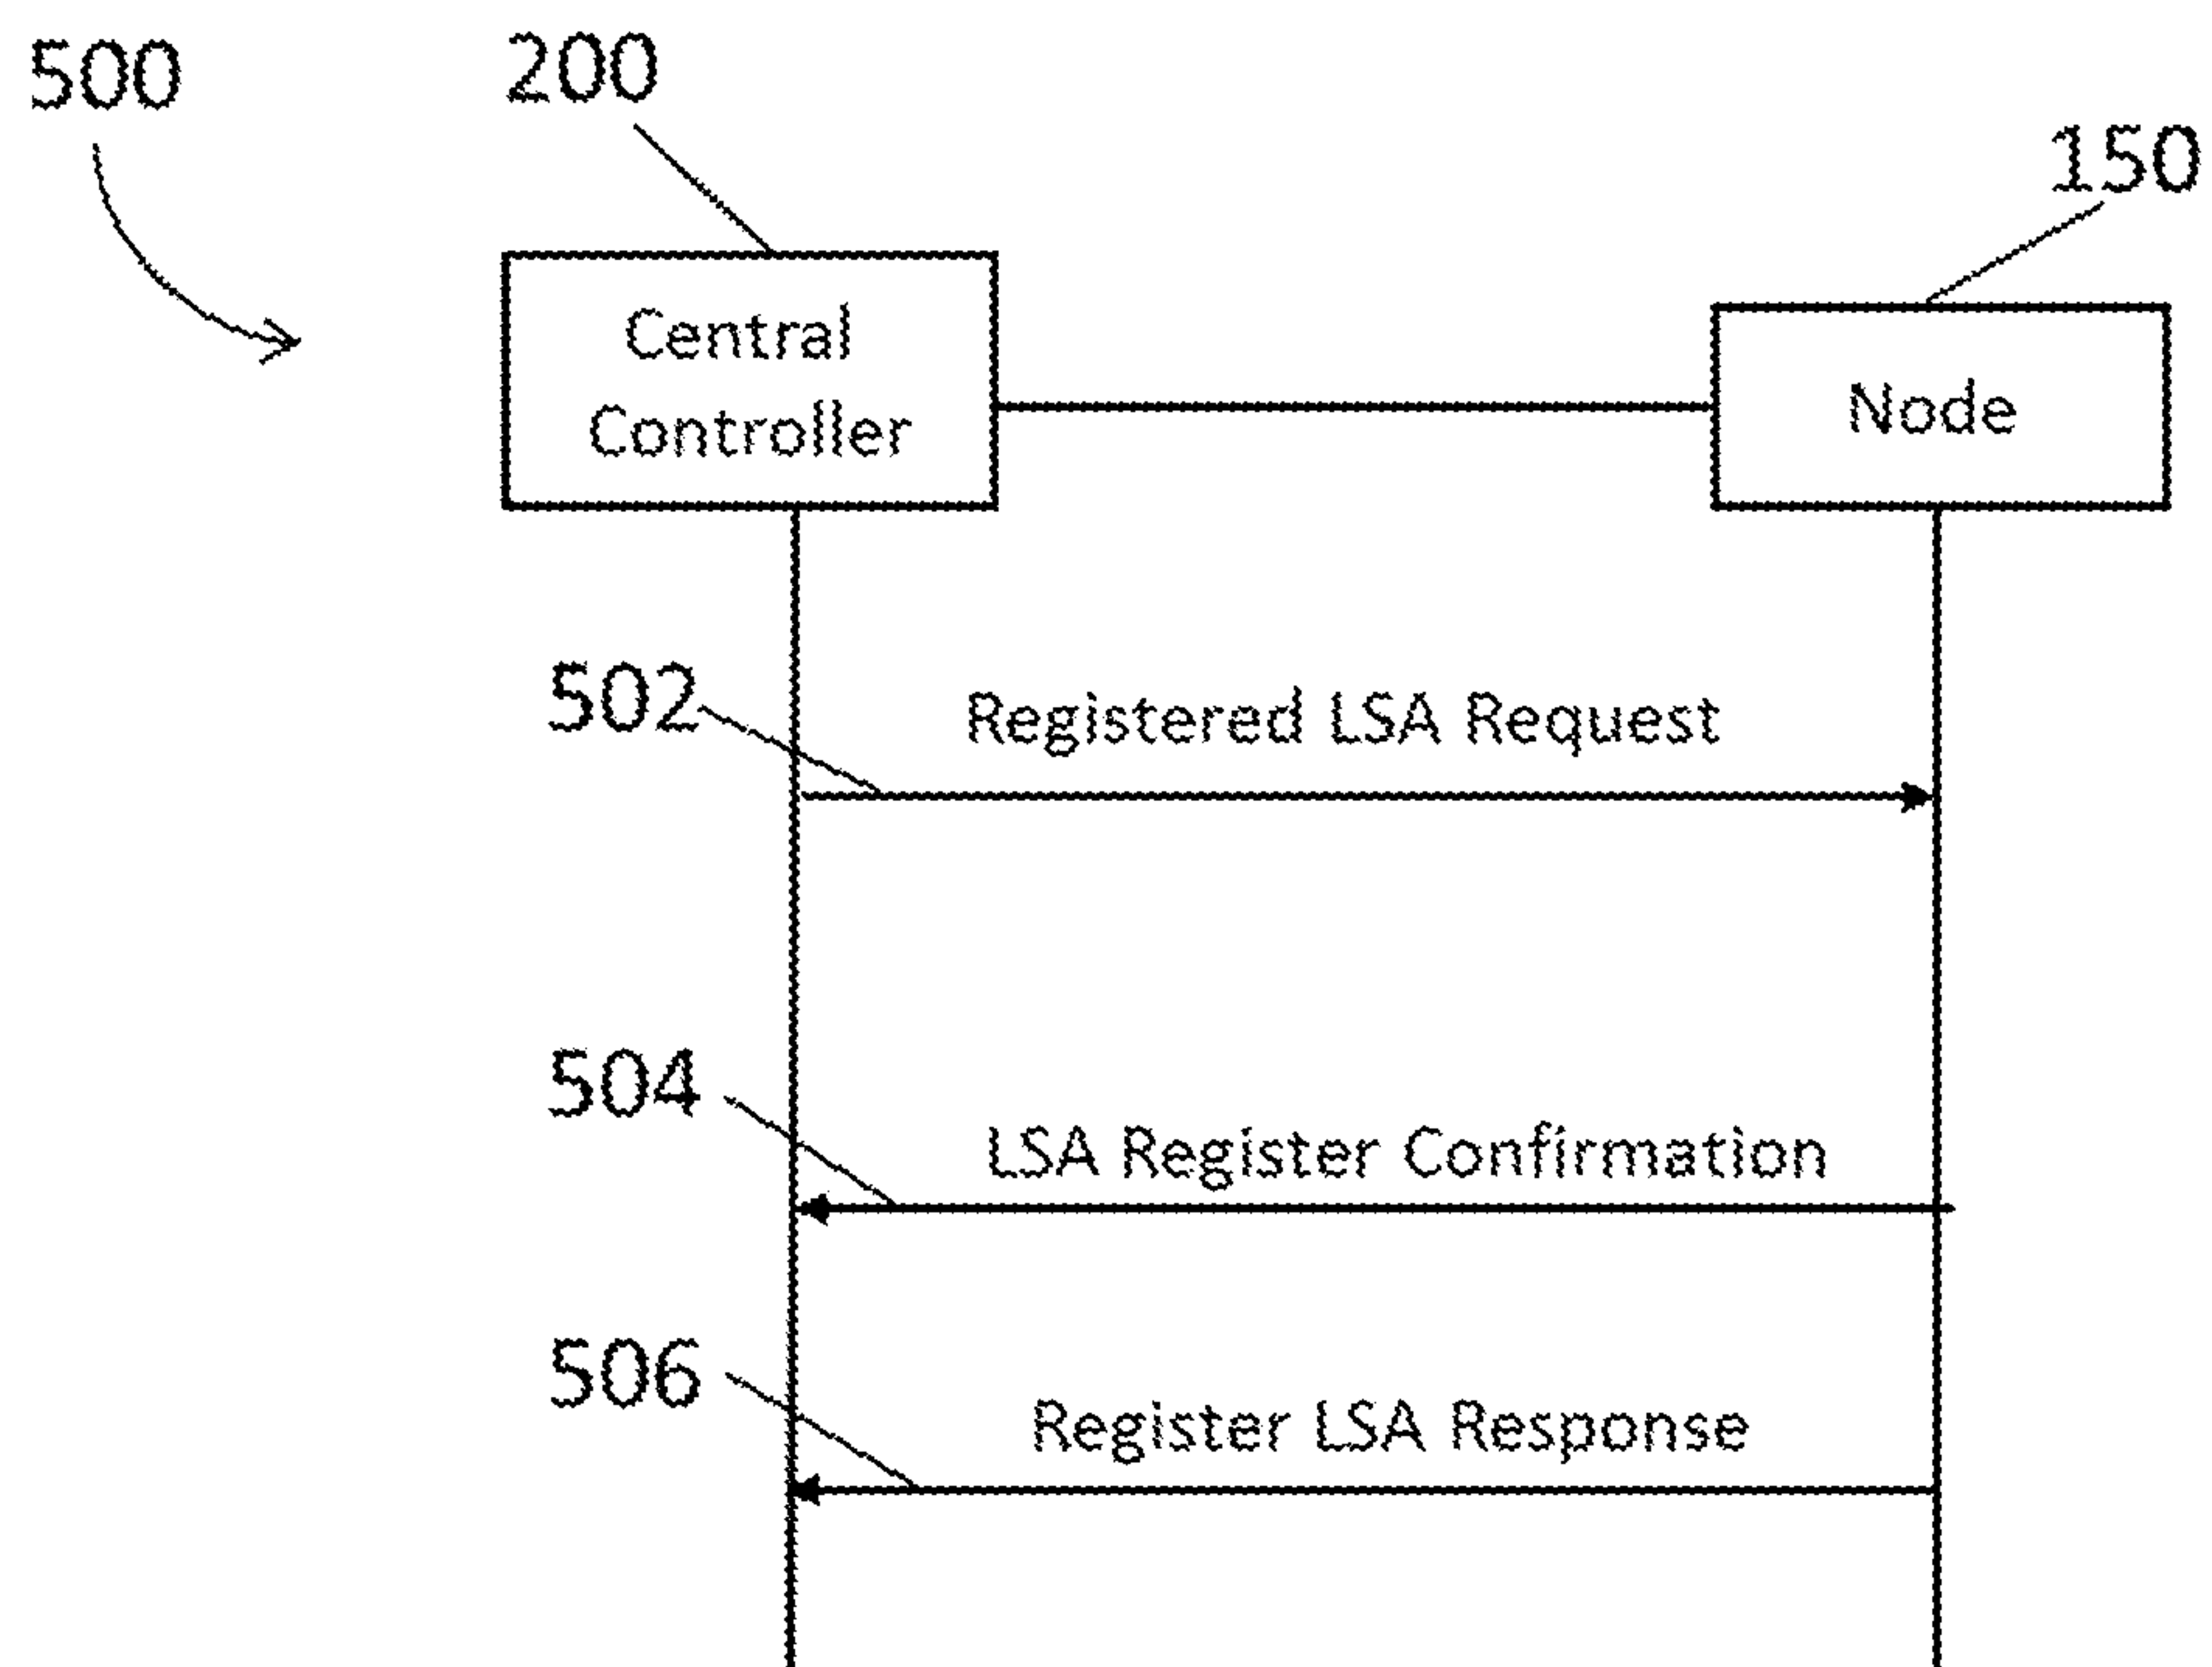 500
200
150
Central
Controller
Node
502
Registered LSA Request
504
LSA Register Confirmation
506
Register LSA Response